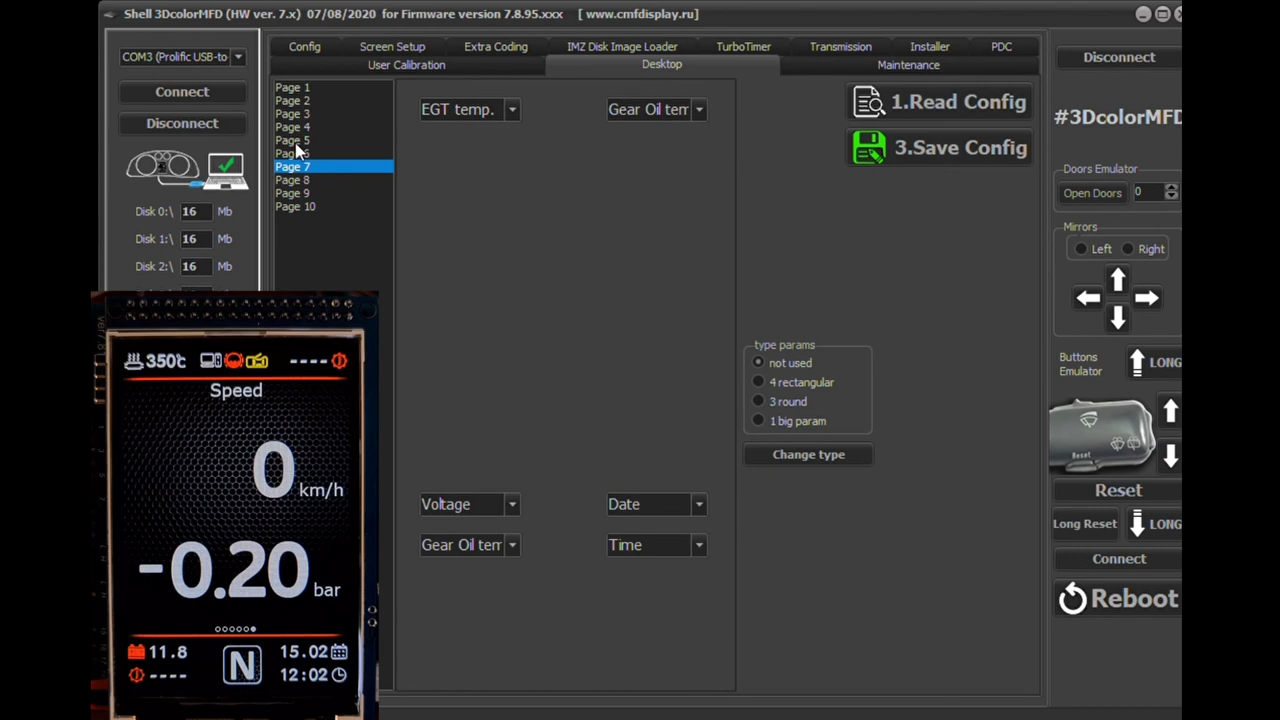 Shell 3DcolorMFD (HW ver. 7.x) 07/08/2020 for Firmware version 7.8.95.xxx [ www.cmfdisplay.ru]
COM3 (Prolific USB-to
Connect
Disconnect
Disk 0:\ 16 Mb
Disk 1:\ 16 Mb
Disk 2:\ 16 Mb
Config
Screen Setup
Extra Coding
IMZ Disk Image Loader
TurboTimer
Transmission
Installer
PDC
User Calibration
Desktop
Maintenance
Page 1
Page 2
Page 3
Page 4
Page 5
Page 7
Page 8
Page 9
Page 10
EGT temp.
Gear Oil tem
1.Read Config
3.Save Config
type params
not used
4 rectangular
3 round
1 big param
Change type
Voltage
Date
Gear Oil tem
Time
Disconnect
#3DcolorMFD
Doors Emulator
Open Doors 0
Mirrors
Left Right
Buttons
Emulator
LONG
Reset
Reset
Long Reset
LONG
Connect
Reboot
350°C
----
Speed
0 km/h
-0.20 bar
11.8
15.02
----
N
12:02